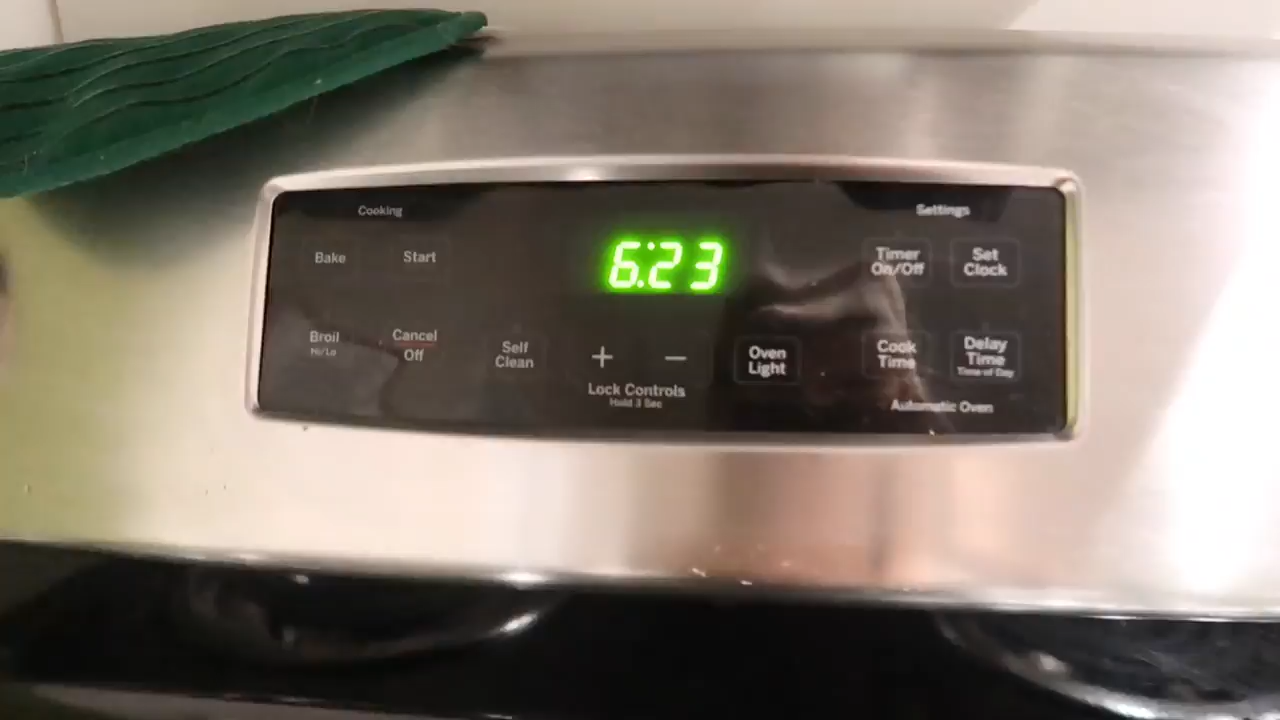 Cooking
Settings
6:23
Bake
Start
Timer
On/Off
Set
Clock
Broil
Hi/Lo
Cancel
Off
Self
Clean
+
−
Lock Controls
Hold 3 Sec
Oven
Light
Cook
Time
Delay
Time
Time of Day
Automatic Oven